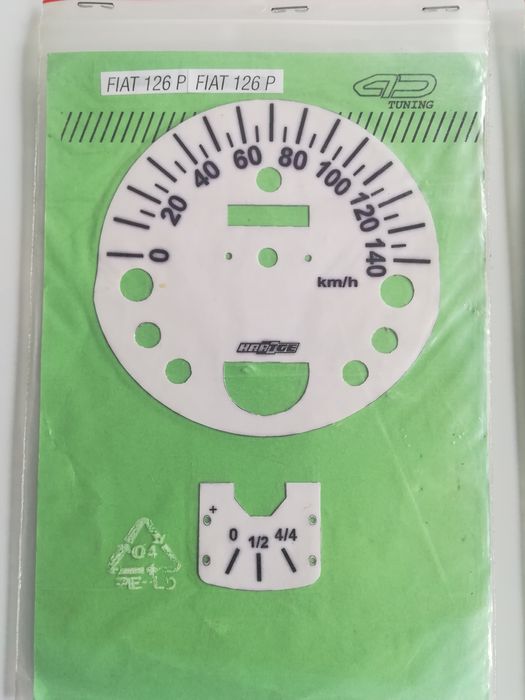 FIAT 126 P FIAT 126 P
TUNING
0 20 40 60 80 100 120 140
km/h
HARTGE
+
0 1/2 4/4
04
PE-LD